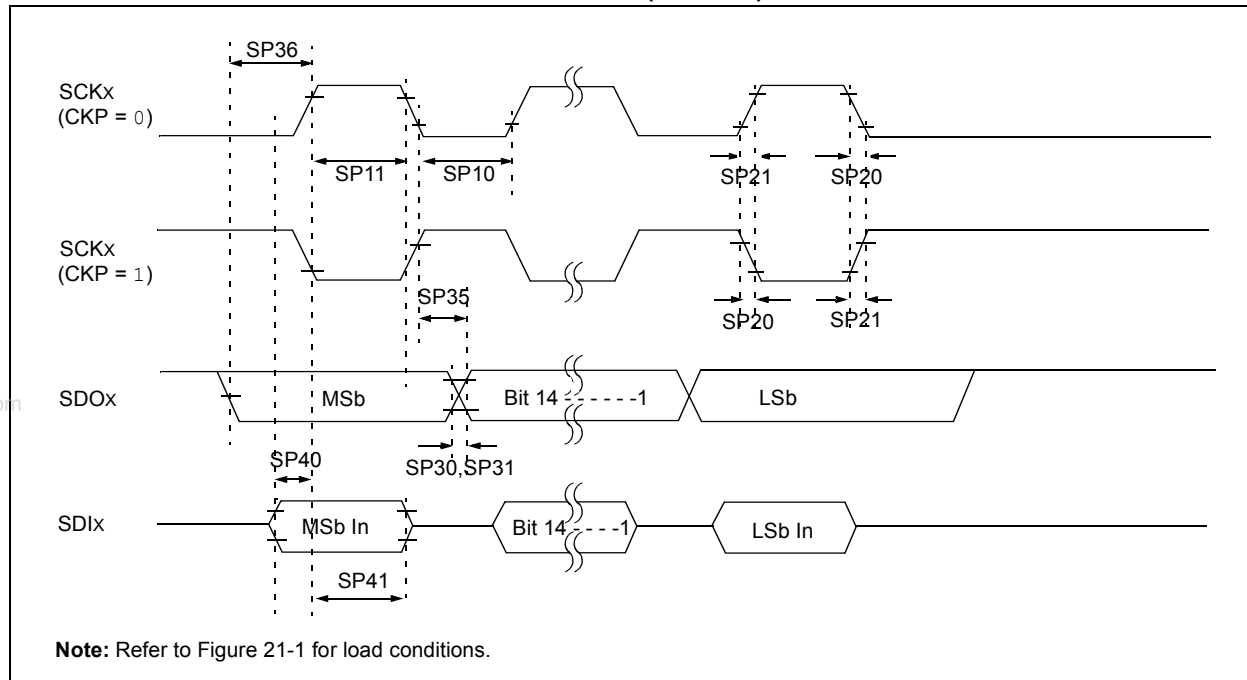 SP36
SCKx
(CKP = 0)
SP11
SP10
SP21
SP20
SCKx
(CKP = 1)
SP35
SP20
SP21
SDOx
MSb
Bit 14 - - - - - -1
LSb
SP40
SP30,SP31
SDIx
MSb In
Bit 14 - - - -1
LSb In
SP41
Note: Refer to Figure 21-1 for load conditions.